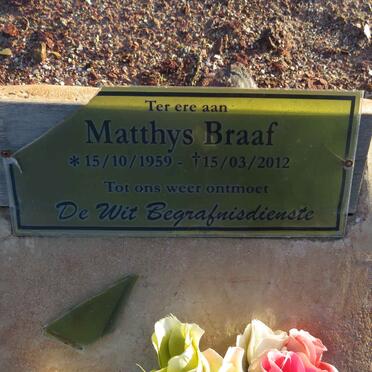 Ter ere aan
Matthys Braaf
* 15/10/1959 - †15/03/2012
Tot ons weer ontmoet
De Wit Begrafnisdienste